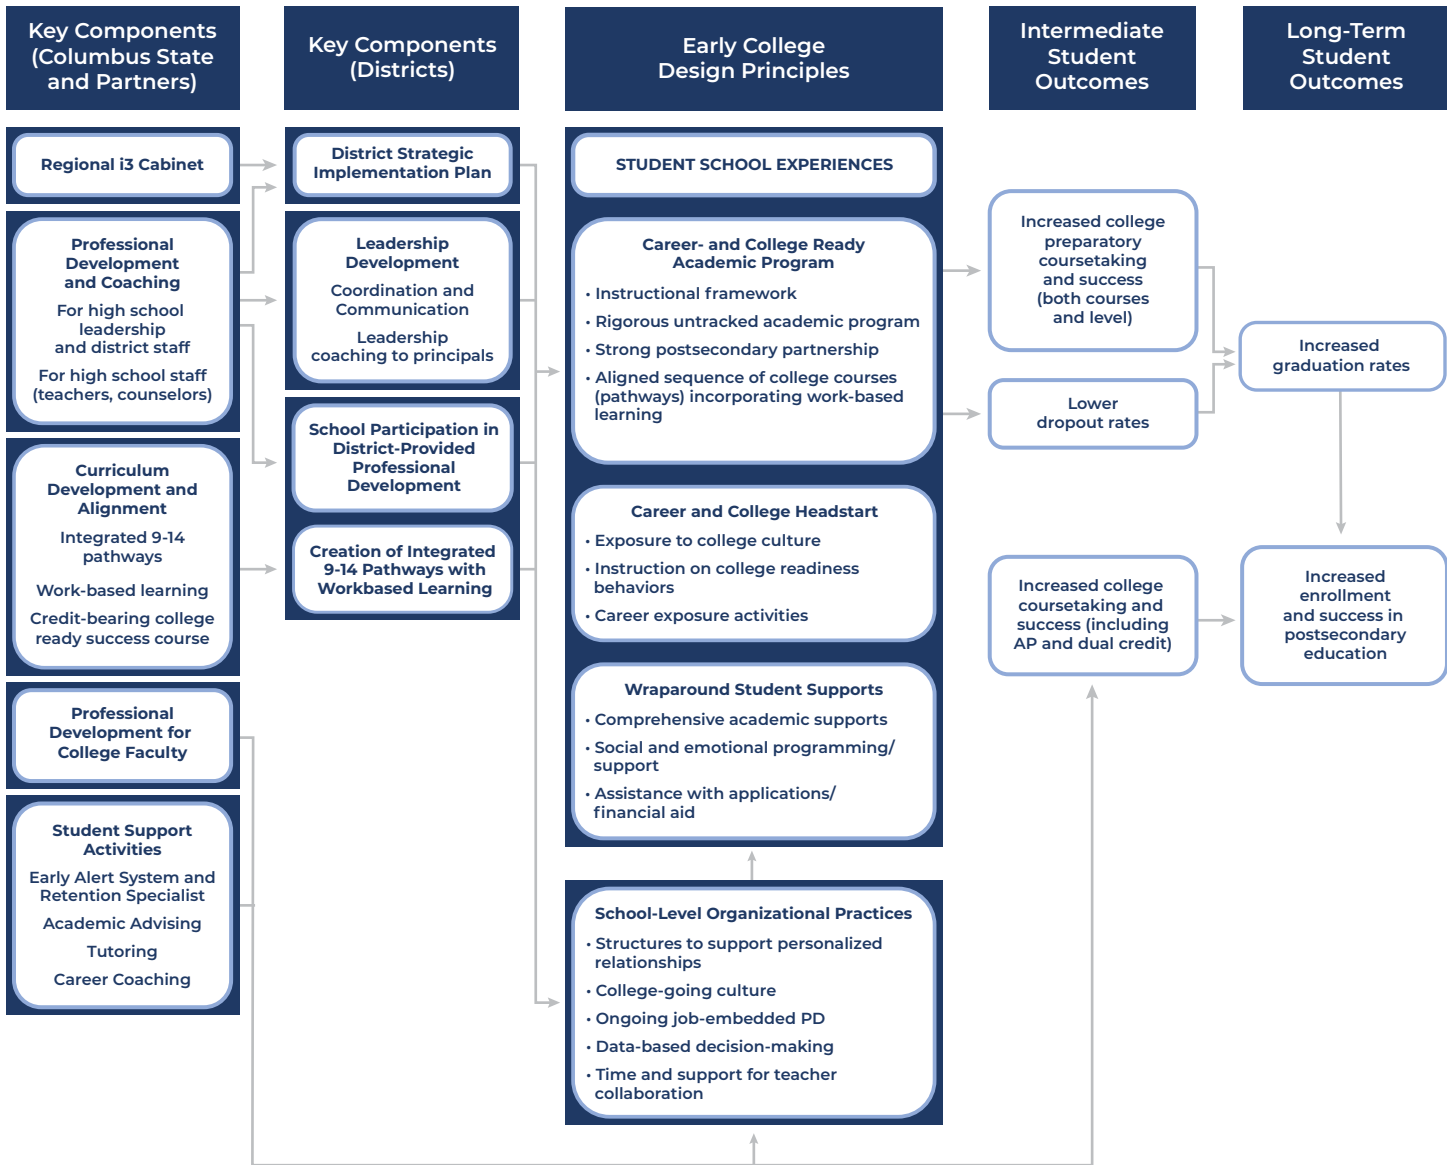 Key Components
(Columbus State
and Partners)
Key Components
(Districts)
Early College
Design Principles
Intermediate
Student
Outcomes
Long-Term
Student
Outcomes
Regional i3 Cabinet
Professional
Development
and Coaching
For high school
leadership
and district staff
For high school staff
(teachers, counselors)
Curriculum
Development and
Alignment
Integrated 9-14
pathways
Work-based learning
Credit-bearing college
ready success course
Professional
Development for
College Faculty
Student Support
Activities
Early Alert System and
Retention Specialist
Academic Advising
Tutoring
Career Coaching
District Strategic
Implementation Plan
Leadership
Development
Coordination and
Communication
Leadership
coaching to principals
School Participation in
District-Provided
Professional
Development
Creation of Integrated
9-14 Pathways with
Workbased Learning
STUDENT SCHOOL EXPERIENCES
Career- and College Ready
Academic Program
• Instructional framework
• Rigorous untracked academic program
• Strong postsecondary partnership
• Aligned sequence of college courses
(pathways) incorporating work-based
learning
Career and College Headstart
• Exposure to college culture
• Instruction on college readiness
behaviors
• Career exposure activities
Wraparound Student Supports
• Comprehensive academic supports
• Social and emotional programming/
support
• Assistance with applications/
financial aid
School-Level Organizational Practices
• Structures to support personalized
relationships
• College-going culture
• Ongoing job-embedded PD
• Data-based decision-making
• Time and support for teacher
collaboration
Increased college
preparatory
coursetaking
and success
(both courses
and level)
Lower
dropout rates
Increased college
coursetaking and
success (including
AP and dual credit)
Increased
graduation rates
Increased
enrollment
and success in
postsecondary
education